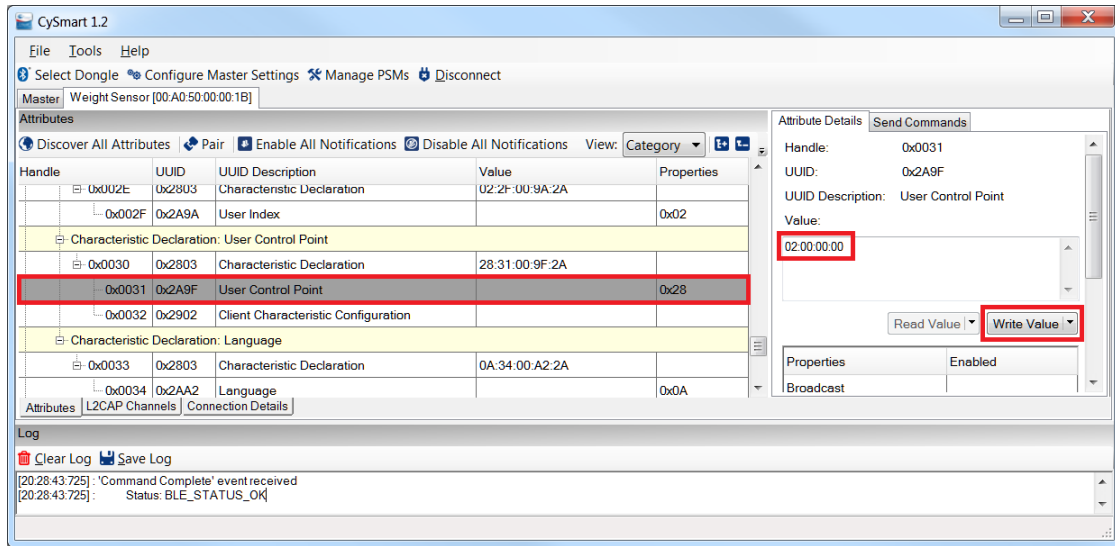 CySmart 1.2
File Tools Help
Select Dongle Configure Master Settings Manage PSMs Disconnect
Master Weight Sensor [00:A0:50:00:00:1B]
Attributes
Discover All Attributes Pair Enable All Notifications Disable All Notifications View: Category
Handle UUID UUID Description Value Properties
0x002E 0x2803 Characteristic Declaration 02:2F:00:9A:2A
0x002F 0x2A9A User Index 0x02
Characteristic Declaration: User Control Point
0x0030 0x2803 Characteristic Declaration 28:31:00:9F:2A
0x0031 0x2A9F User Control Point 0x28
0x0032 0x2902 Client Characteristic Configuration
Characteristic Declaration: Language
0x0033 0x2803 Characteristic Declaration 0A:34:00:A2:2A
0x0034 0x2AA2 Language 0x0A
Attributes L2CAP Channels Connection Details
Attribute Details Send Commands
Handle: 0x0031
UUID: 0x2A9F
UUID Description: User Control Point
Value:
02:00:00:00
Read Value Write Value
Properties Enabled
Broadcast
Log
Clear Log Save Log
[20:28:43:725] : 'Command Complete' event received
[20:28:43:725] : Status: BLE_STATUS_OK